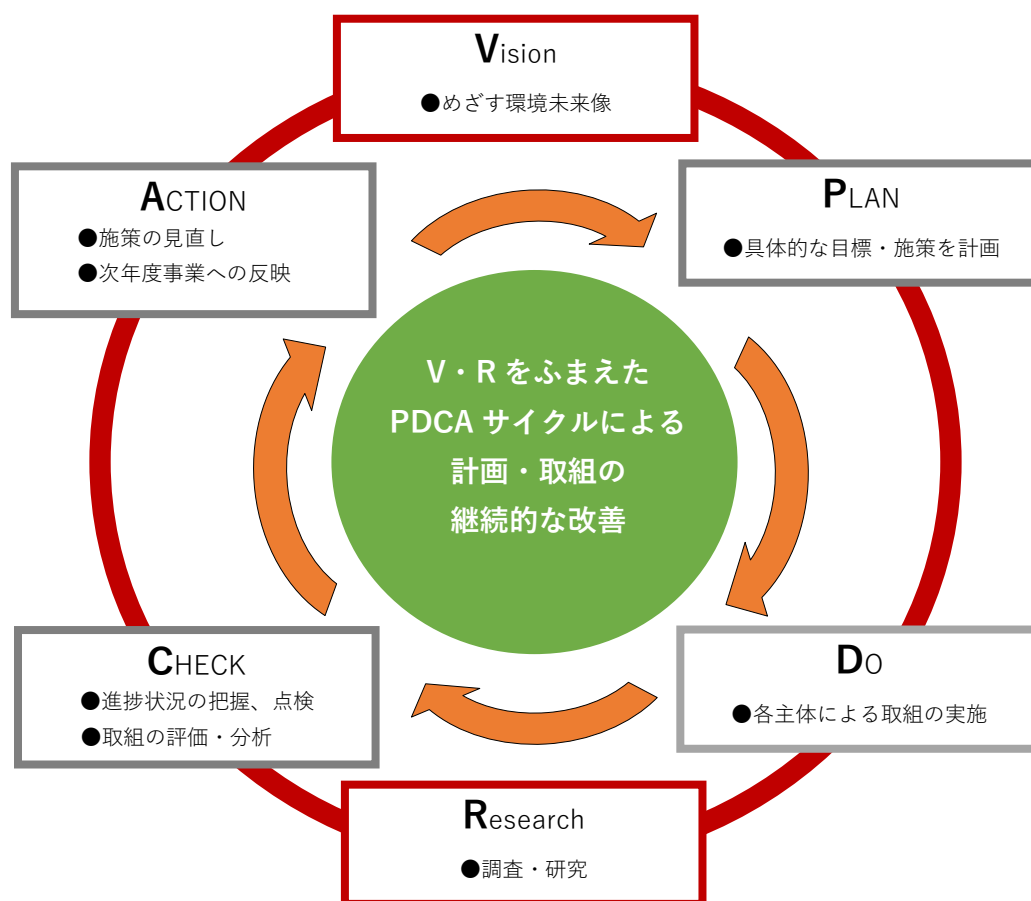 Vision
●めざす環境未来像
ACTION
●施策の見直し
●次年度事業への反映
PLAN
●具体的な目標・施策を計画
V・Rをふまえた
PDCAサイクルによる
計画・取組の
継続的な改善
CHECK
●進捗状況の把握、点検
●取組の評価・分析
DO
●各主体による取組の実施
Research
●調査・研究